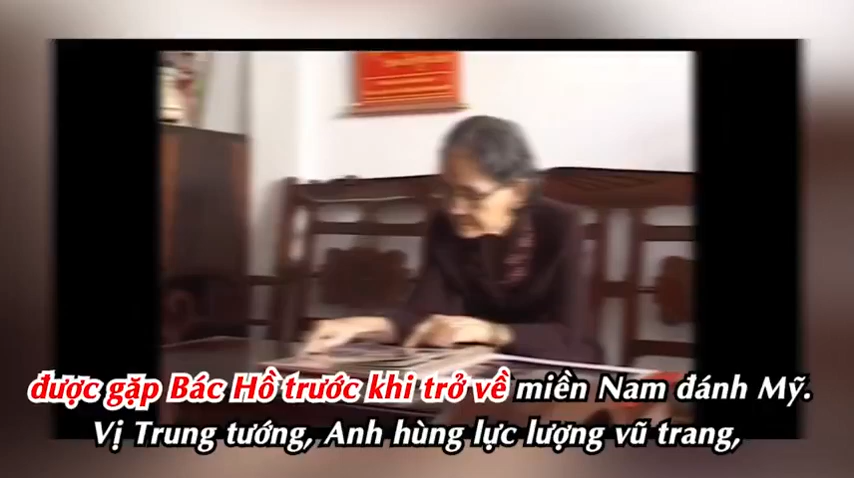 được gặp Bác Hồ trước khi trở về miền Nam đánh Mỹ.
Vị Trung tướng, Anh hùng lực lượng vũ trang,